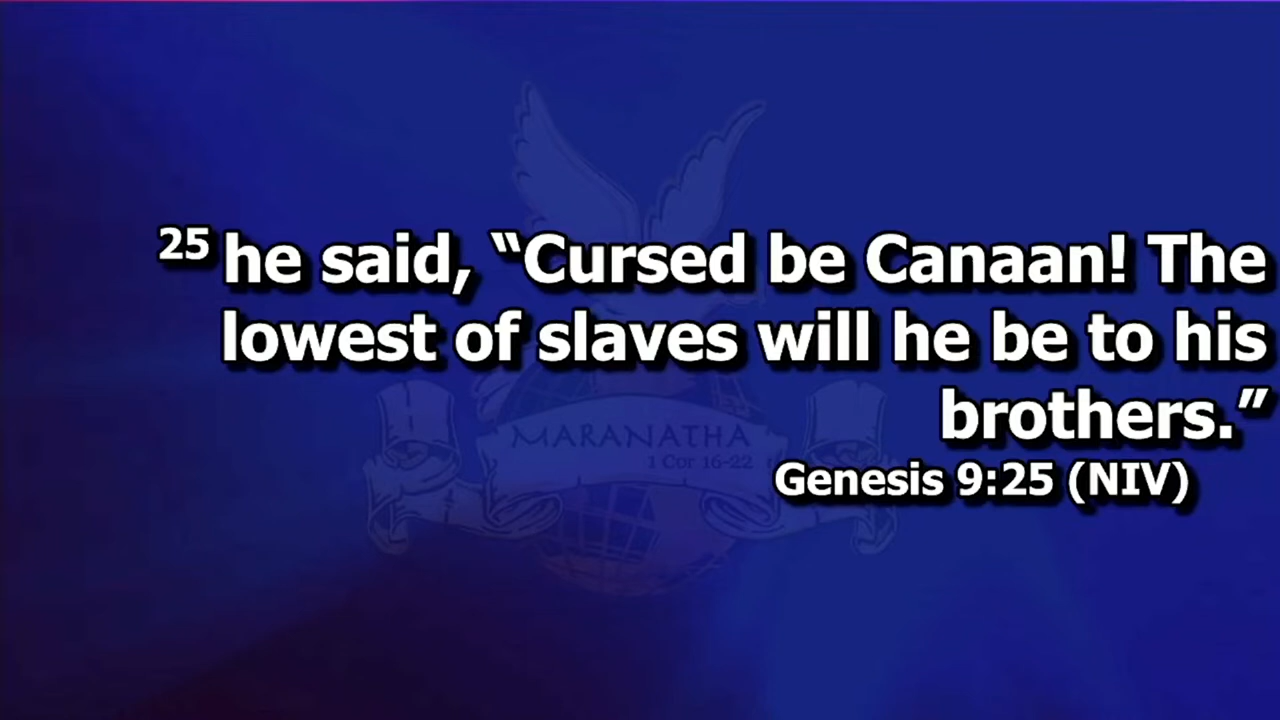 25 he said, “Cursed be Canaan! The
lowest of slaves will he be to his
brothers.”
Genesis 9:25 (NIV)
MARANATHA
1 Cor 16-22